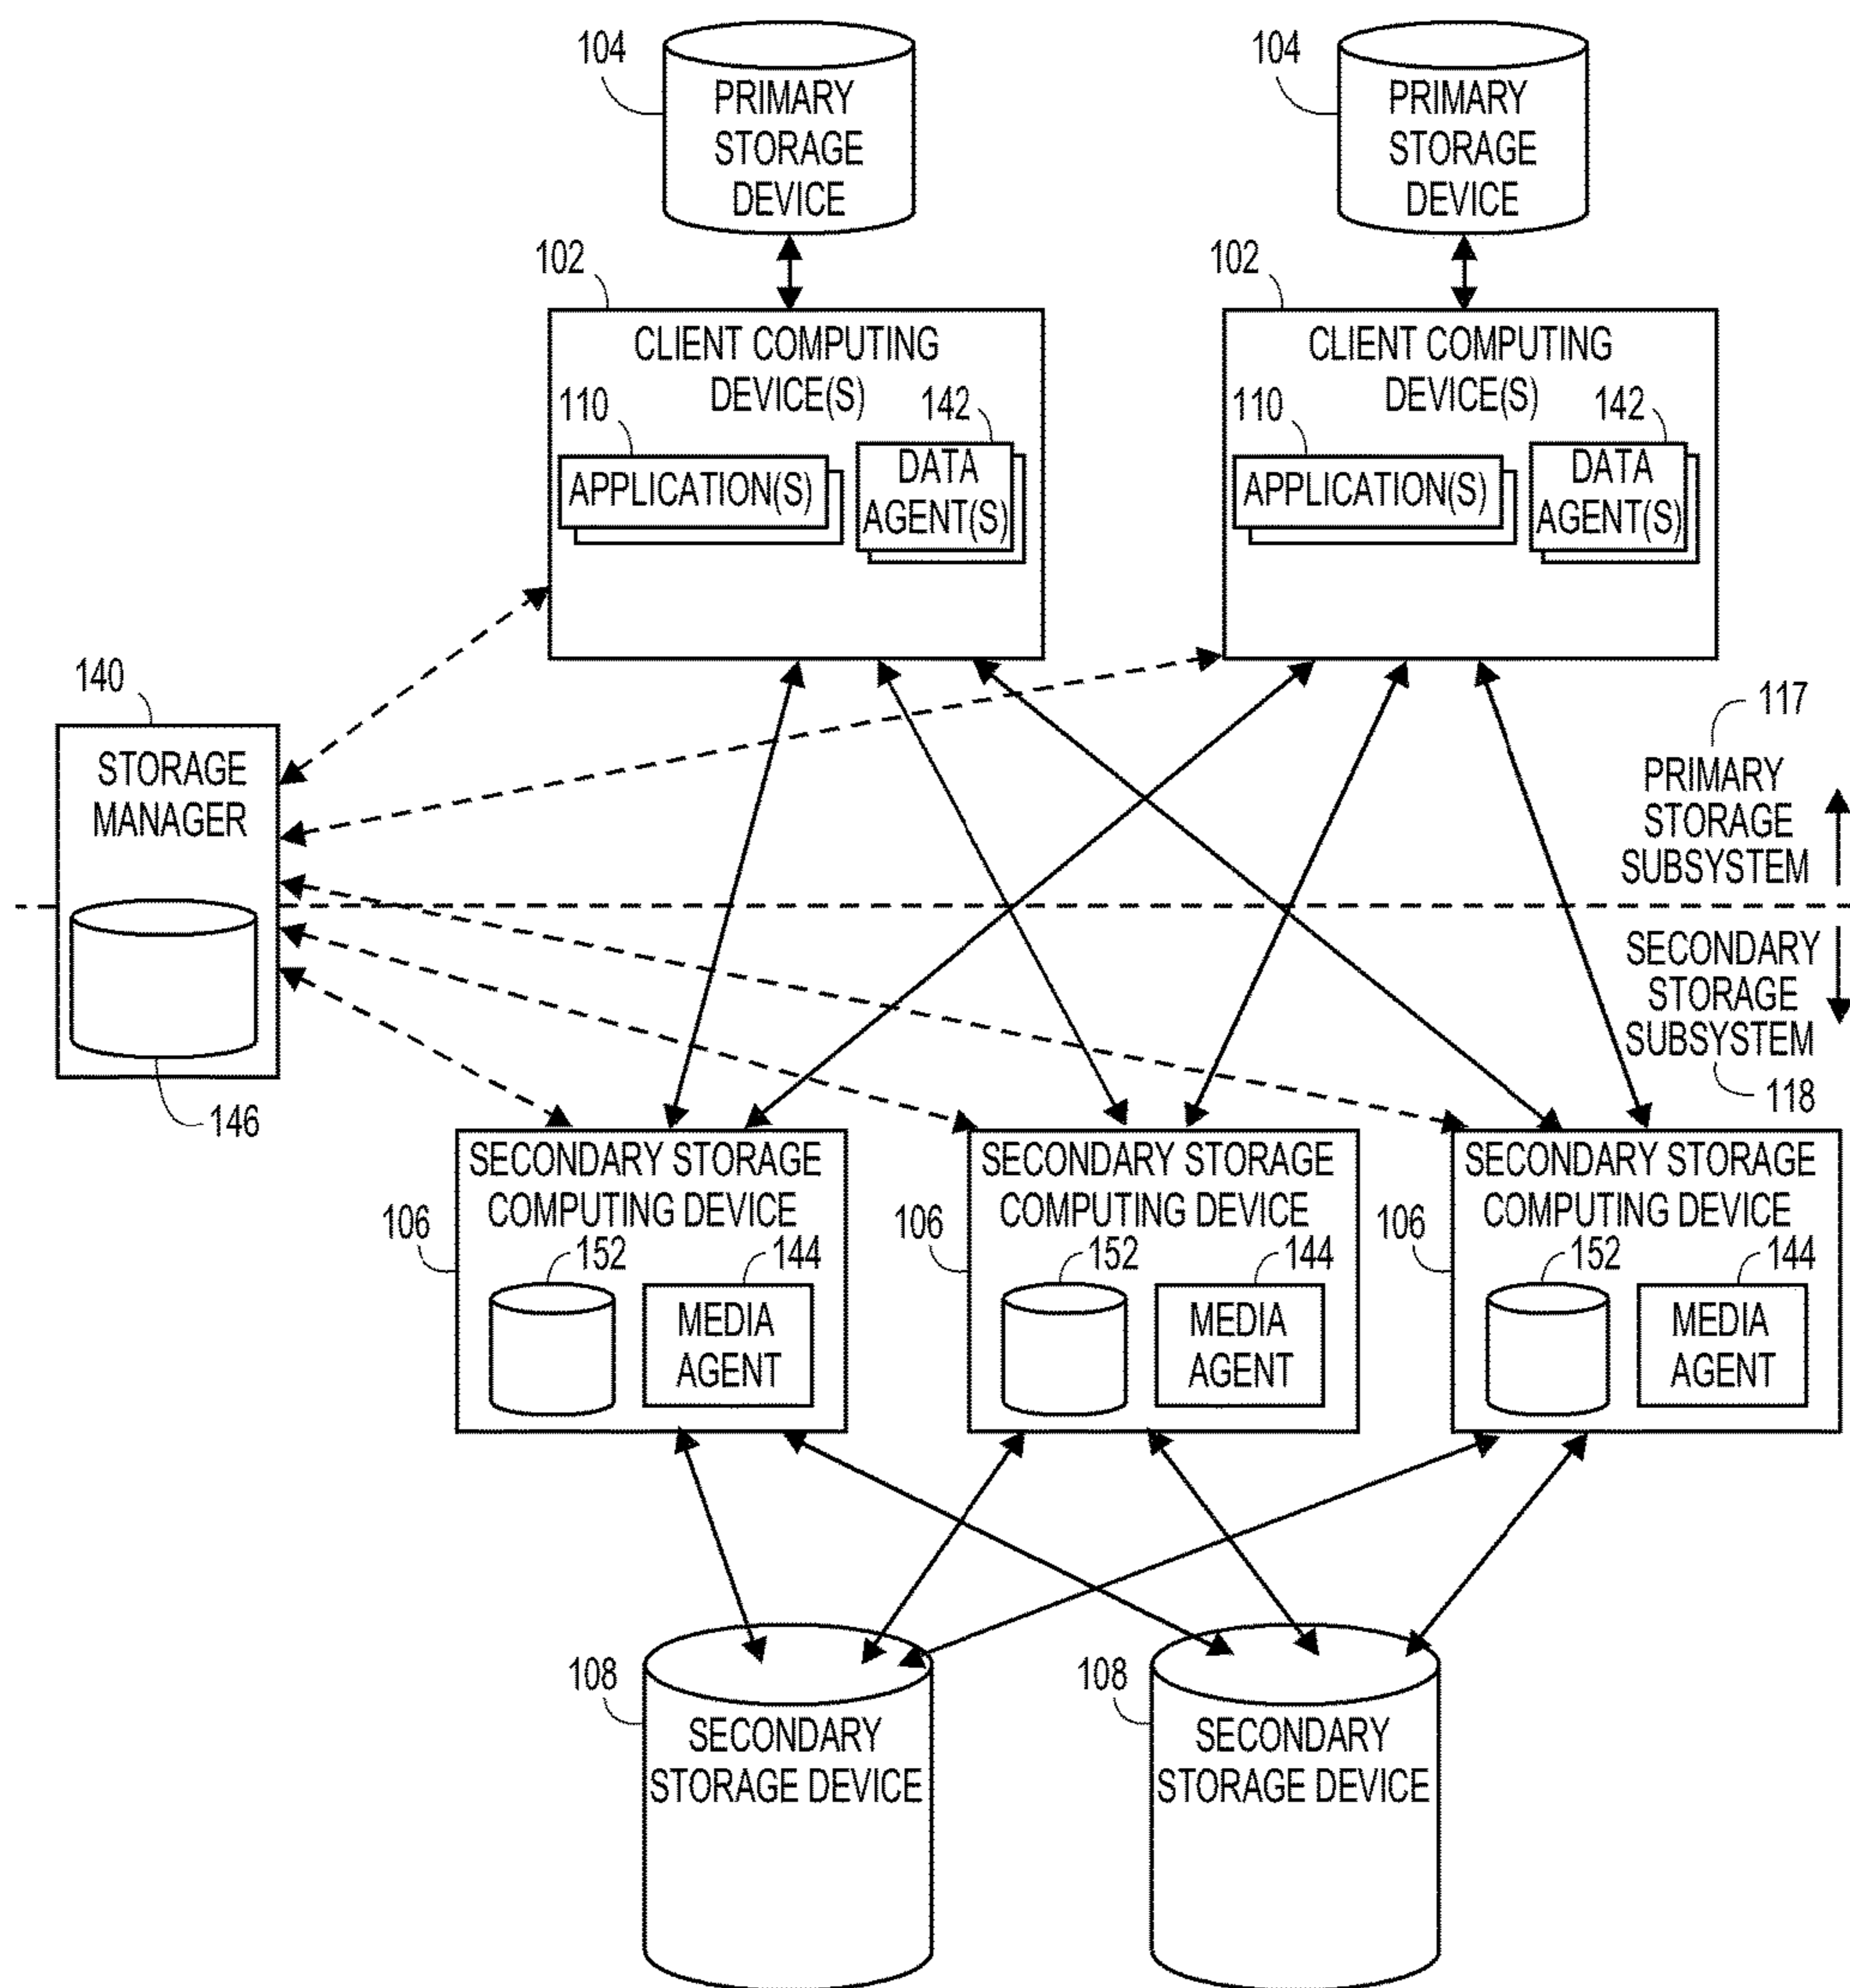 104
PRIMARY
STORAGE
DEVICE
104
PRIMARY
STORAGE
DEVICE
102
CLIENT COMPUTING
DEVICE(S)
110
142
APPLICATION(S)
DATA
AGENT(S)
102
CLIENT COMPUTING
DEVICE(S)
110
142
APPLICATION(S)
DATA
AGENT(S)
140
STORAGE
MANAGER
146
117
PRIMARY
STORAGE
SUBSYSTEM
SECONDARY
STORAGE
SUBSYSTEM
118
SECONDARY STORAGE
COMPUTING DEVICE
106
152
144
MEDIA
AGENT
SECONDARY STORAGE
COMPUTING DEVICE
106
152
144
MEDIA
AGENT
SECONDARY STORAGE
COMPUTING DEVICE
106
152
144
MEDIA
AGENT
108
SECONDARY
STORAGE DEVICE
108
SECONDARY
STORAGE DEVICE